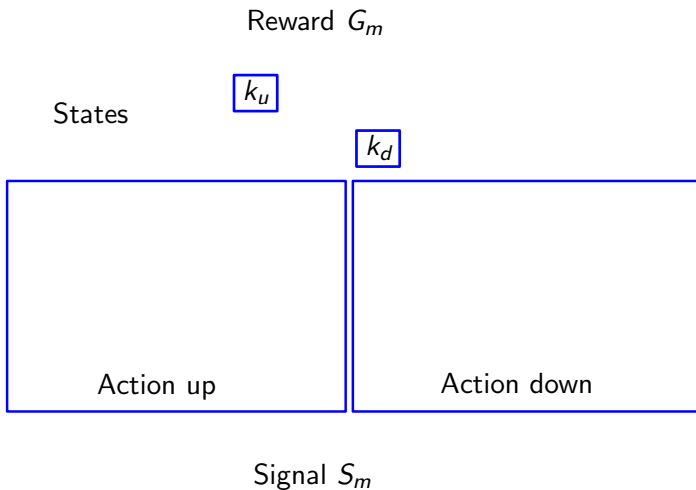 Reward G_m
k_u
States
k_d
Action up
Action down
Signal S_m